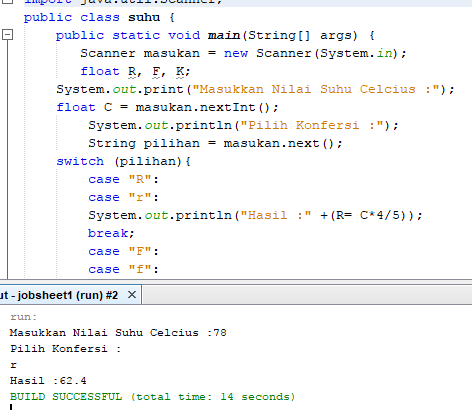 import java.util.Scanner;
public class suhu {
public static void main(String[] args) {
Scanner masukan = new Scanner(System.in);
float R, F, K;
System.out.print("Masukkan Nilai Suhu Celcius :");
float C = masukan.nextInt();
System.out.println("Pilih Konfersi :");
String pilihan = masukan.next();
switch (pilihan){
case "R":
case "r":
System.out.println("Hasil :" +(R= C*4/5));
break;
case "F":
case "f":
ut - jobsheet1 (run) #2 ×
run:
Masukkan Nilai Suhu Celcius :78
Pilih Konfersi :
r
Hasil :62.4
BUILD SUCCESSFUL (total time: 14 seconds)